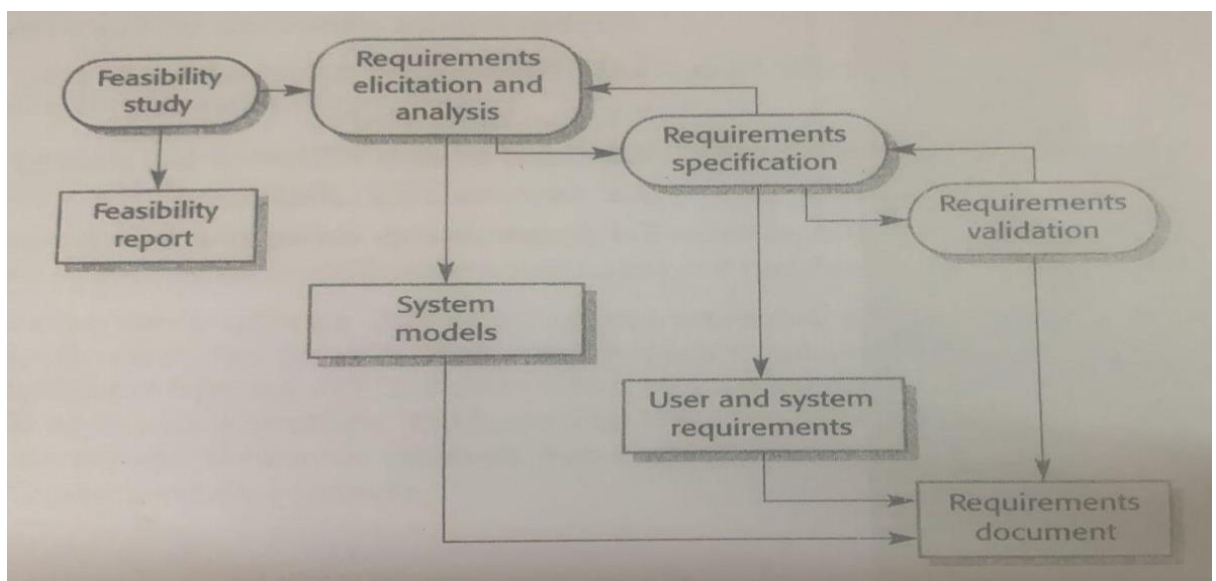 Feasibility
study
Requirements
elicitation and
analysis
Requirements
specification
Requirements
validation
Feasibility
report
System
models
User and system
requirements
Requirements
document